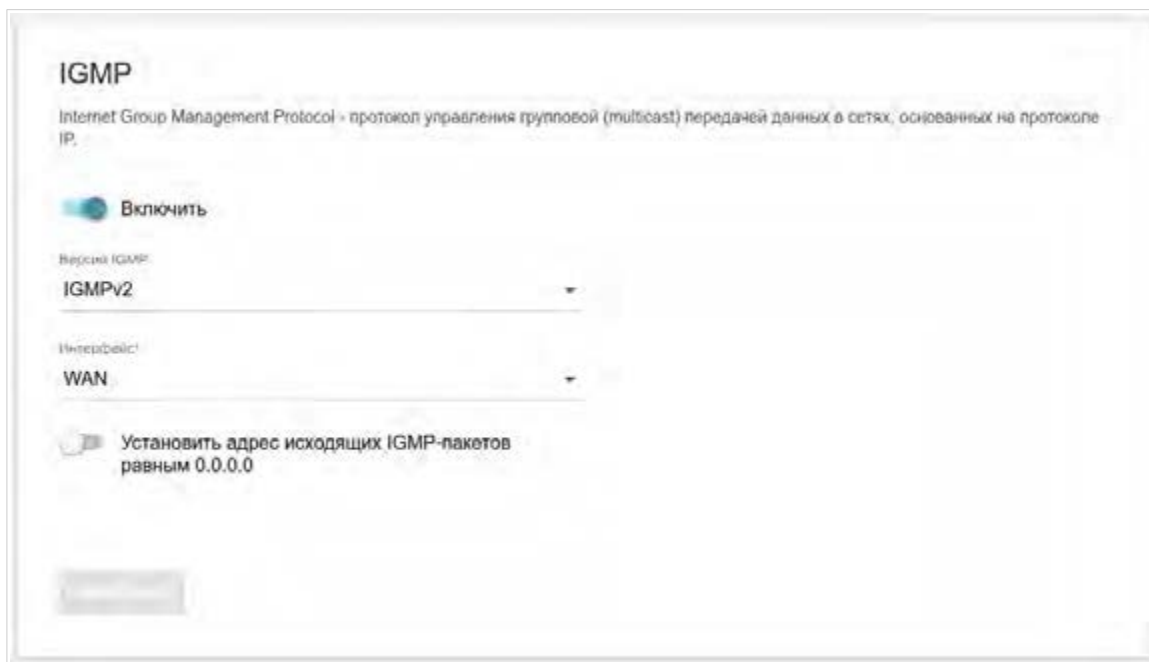 IGMP
Internet Group Management Protocol - протокол управления групповой (multicast) передачей данных в сетях, основанных на протоколе
IP.
Включить
Версия IGMP
IGMPv2
Интерфейс*
WAN
Установить адрес исходящих IGMP-пакетов
равным 0.0.0.0